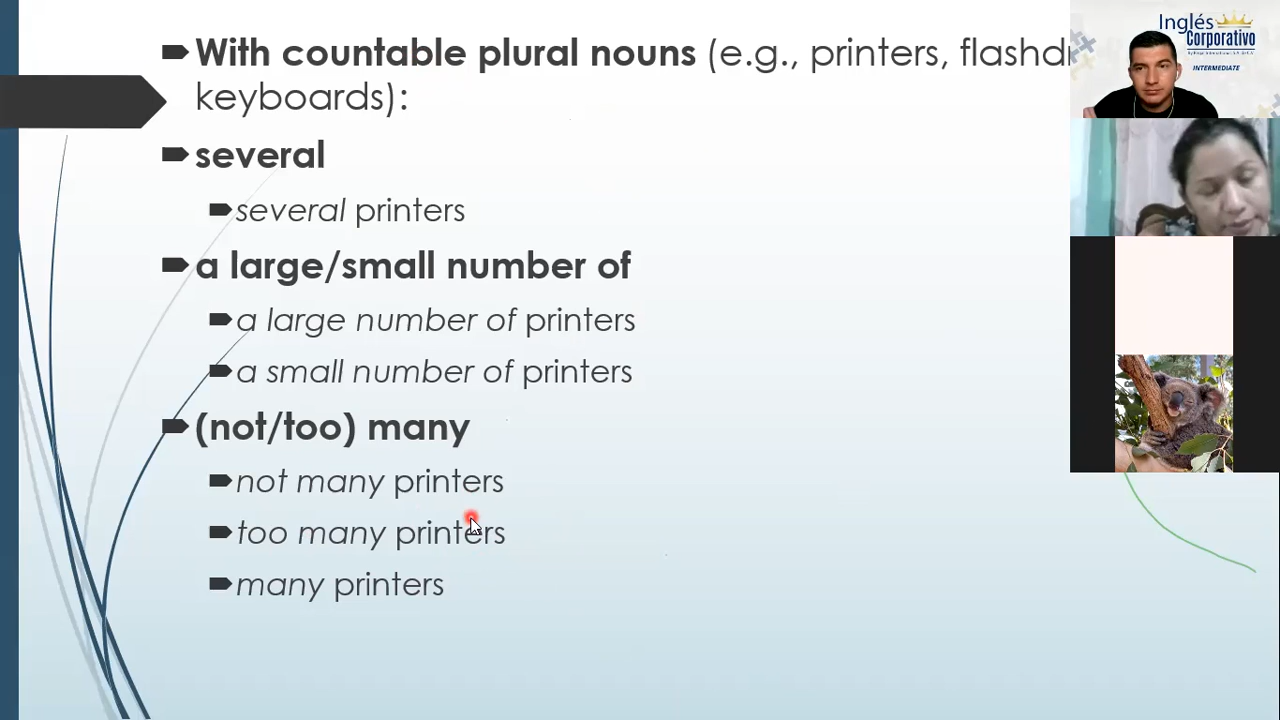 With countable plural nouns (e.g., printers,
keyboards):
several
several printers
a large/small number of
a large number of printers
a small number of printers
(not/too) many
not many printers
too many printers
many printers
Inglés
Corporativo
INTERMEDIATE